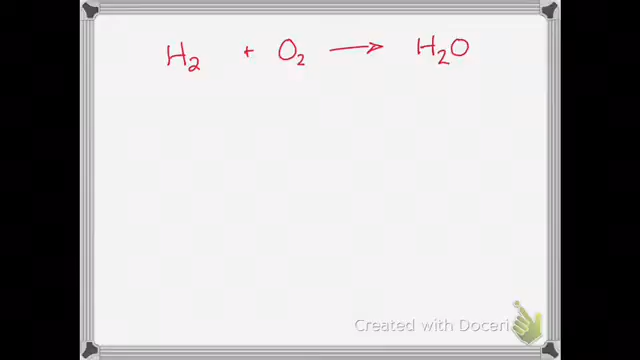 H₂ + O₂ → H₂O
Created with Doceri